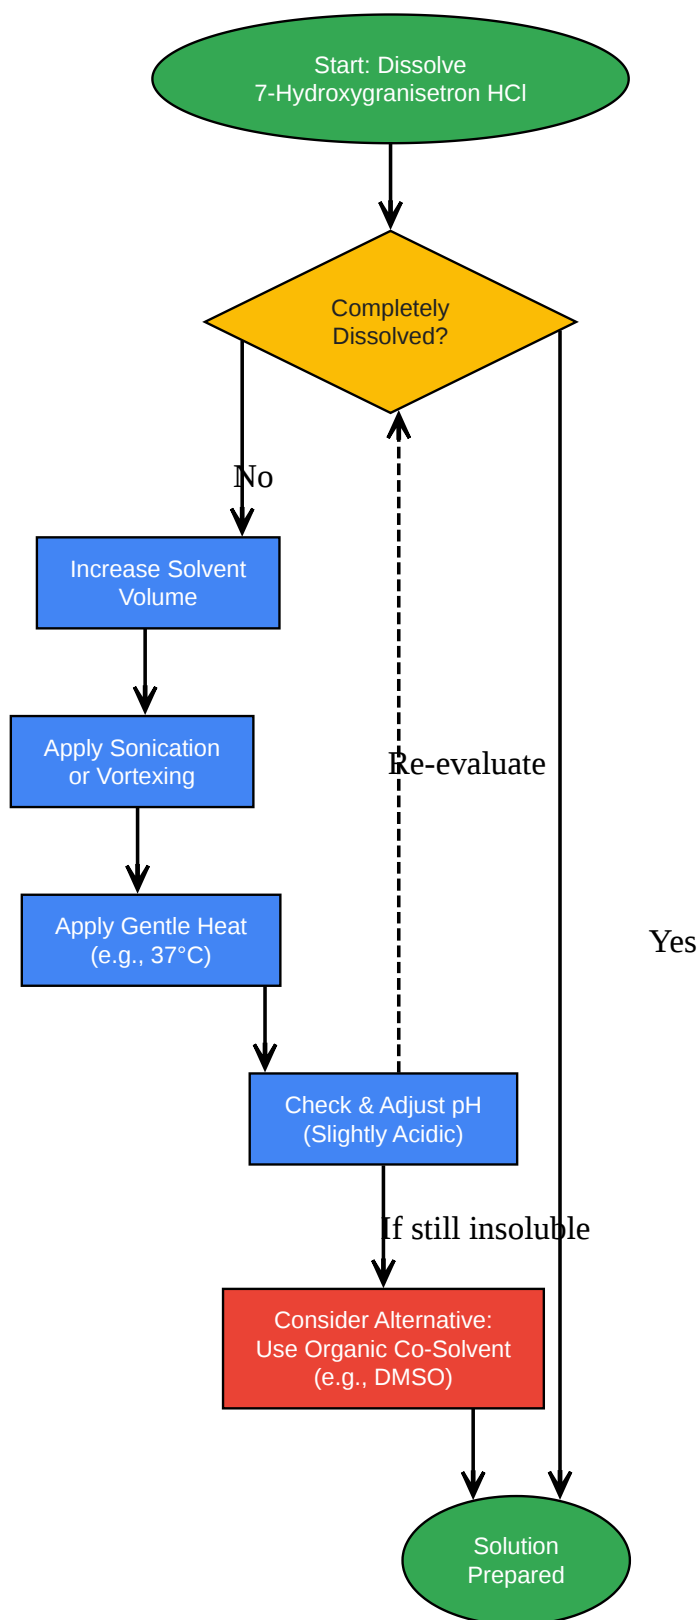 Start: Dissolve
7-Hydroxygranisetron HCl
Completely
Dissolved?
No
Increase Solvent
Volume
Apply Sonication
or Vortexing
Re-evaluate
Apply Gentle Heat
(e.g., 37°C)
Yes
Check & Adjust pH
(Slightly Acidic)
If still insoluble
Consider Alternative:
Use Organic Co-Solvent
(e.g., DMSO)
Solution
Prepared